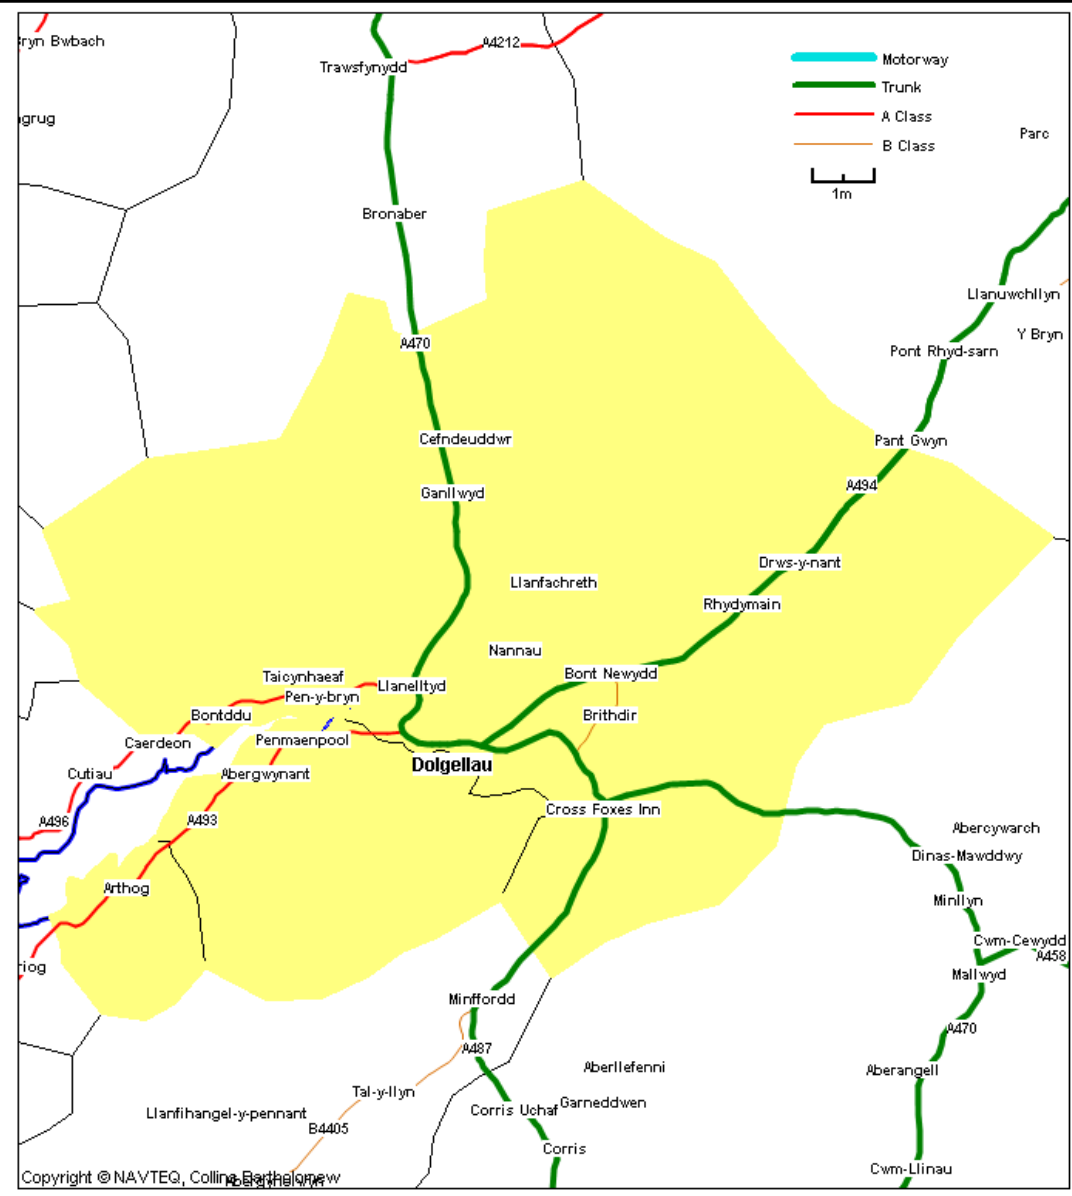 ryn Bwbach
A4212
Trawsfynydd
Motorway
Trunk
A Class
B Class
1m
grug
Parc
Bronaber
Llanuwchllyn
Y Bryn
A470
Pont Rhyd-sarn
Cefndeuddwr
Pant Gwyn
Ganllwyd
A494
Drws-y-nant
Llanfachreth
Rhydymain
Nannau
Bont Newydd
Taicynhaeaf
Llanelltyd
Pen-y-bryn
Bontddu
Brithdir
Caerdeon
Penmaenpool
Dolgellau
Cutiau
Abergwynant
Cross Foxes Inn
A496
A493
Abercywarch
Dinas-Mawddwy
Arthog
Minllyn
Cwm-Cewydd
A458
riog
Mallwyd
Minffordd
A470
A487
Aberllefenni
Aberangell
Tal-y-llyn
Garneddwen
Corris Uchaf
Llanfihangel-y-pennant
B4405
Corris
Cwm-Llinau
Copyright © NAVTEQ, Collins Bartholomew